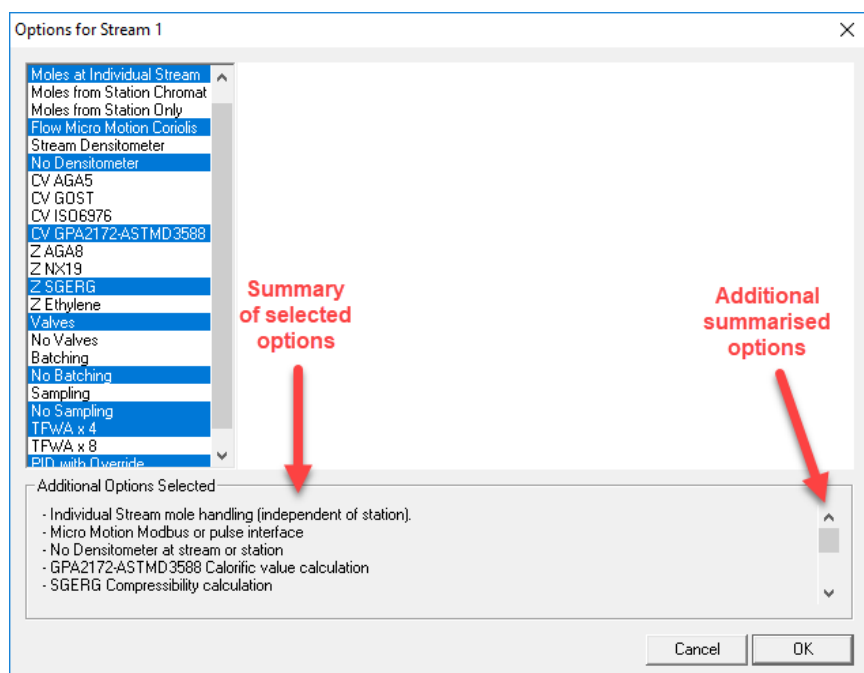 Options for Stream 1
Moles at Individual Stream
Moles from Station Chromat
Moles from Station Only
Flow Micro Motion Coriolis
Stream Densitometer
No Densitometer
CV AGA5
CV GOST
CV ISO6976
CV GPA2172-ASTMD3588
Z AGA8
Z NX19
Z SGERG
Z Ethylene
Valves
No Valves
Batching
No Batching
Sampling
No Sampling
TFWA x 4
TFWA x 8
PID with Override
Summary
of selected
options
Additional
summarised
options
Additional Options Selected
- Individual Stream mole handling (independent of station).
- Micro Motion Modbus or pulse interface
- No Densitometer at stream or station
- GPA2172-ASTMD3588 Calorific value calculation
- SGERG Compressibility calculation
Cancel
OK